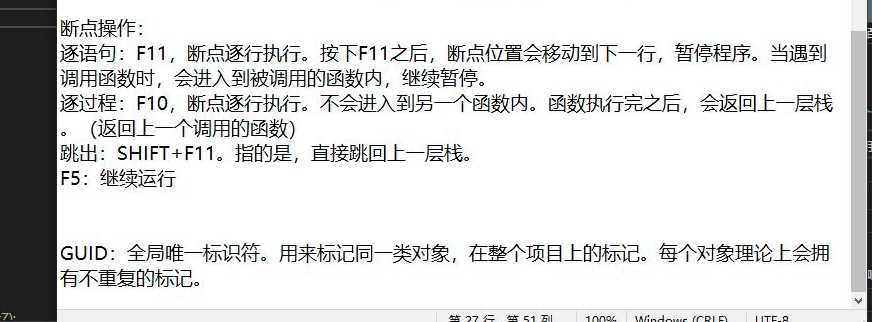 断点操作：
逐语句：F11，断点逐行执行。按下F11之后，断点位置会移动到下一行，暂停程序。当遇到
调用函数时，会进入到被调用的函数内，继续暂停。
逐过程：F10，断点逐行执行。不会进入到另一个函数内。函数执行完之后，会返回上一层栈
。（返回上一个调用的函数）
跳出：SHIFT+F11。指的是，直接跳回上一层栈。
F5：继续运行
GUID：全局唯一标识符。用来标记同一类对象，在整个项目上的标记。每个对象理论上会拥
有不重复的标记。
第 27 行，第 51 列 100% Windows (CRLF) UTF-8